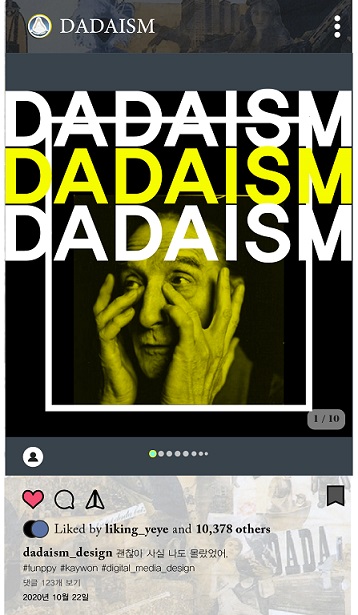 DADAISM
DADAISM
DADAISM
DADAISM
1 / 10
Liked by liking_yeye and 10,378 others
dadaism_design 괜찮아 사실 나도 몰랐었어.
#funppy #kaywon #digital_media_design
댓글 123개 보기
2020년 10월 22일
DADA